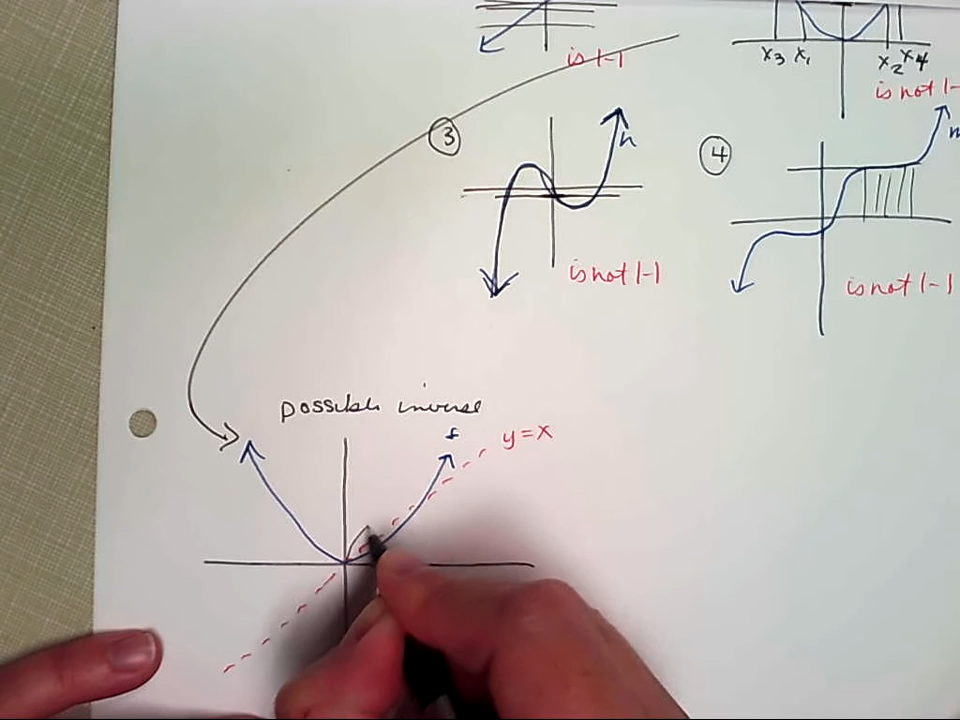 is 1-1
x3 x1 x2 x4
is not 1-
3
h
4
is not 1-1
is not 1-1
possible inverse
f
y=x